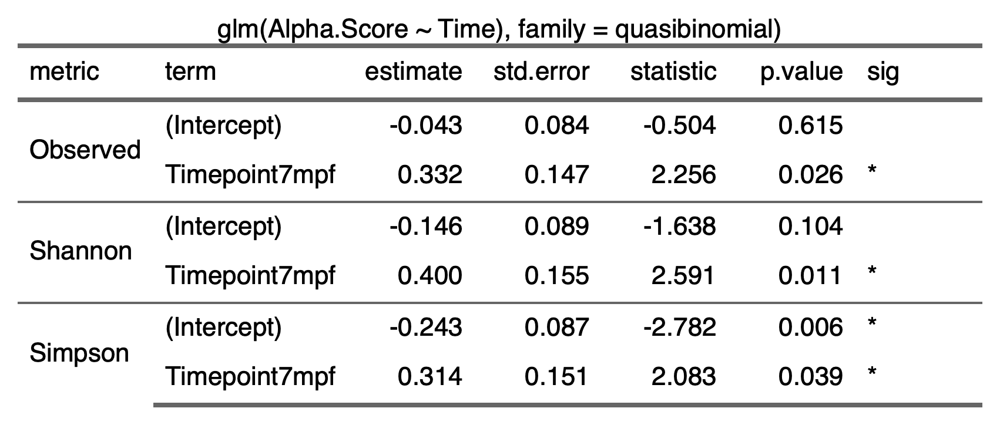 glm(Alpha.Score ~ Time), family = quasibinomial)
metric term estimate std.error statistic p.value sig
Observed (Intercept) -0.043 0.084 -0.504 0.615
Timepoint7mpf 0.332 0.147 2.256 0.026 *
Shannon (Intercept) -0.146 0.089 -1.638 0.104
Timepoint7mpf 0.400 0.155 2.591 0.011 *
Simpson (Intercept) -0.243 0.087 -2.782 0.006 *
Timepoint7mpf 0.314 0.151 2.083 0.039 *